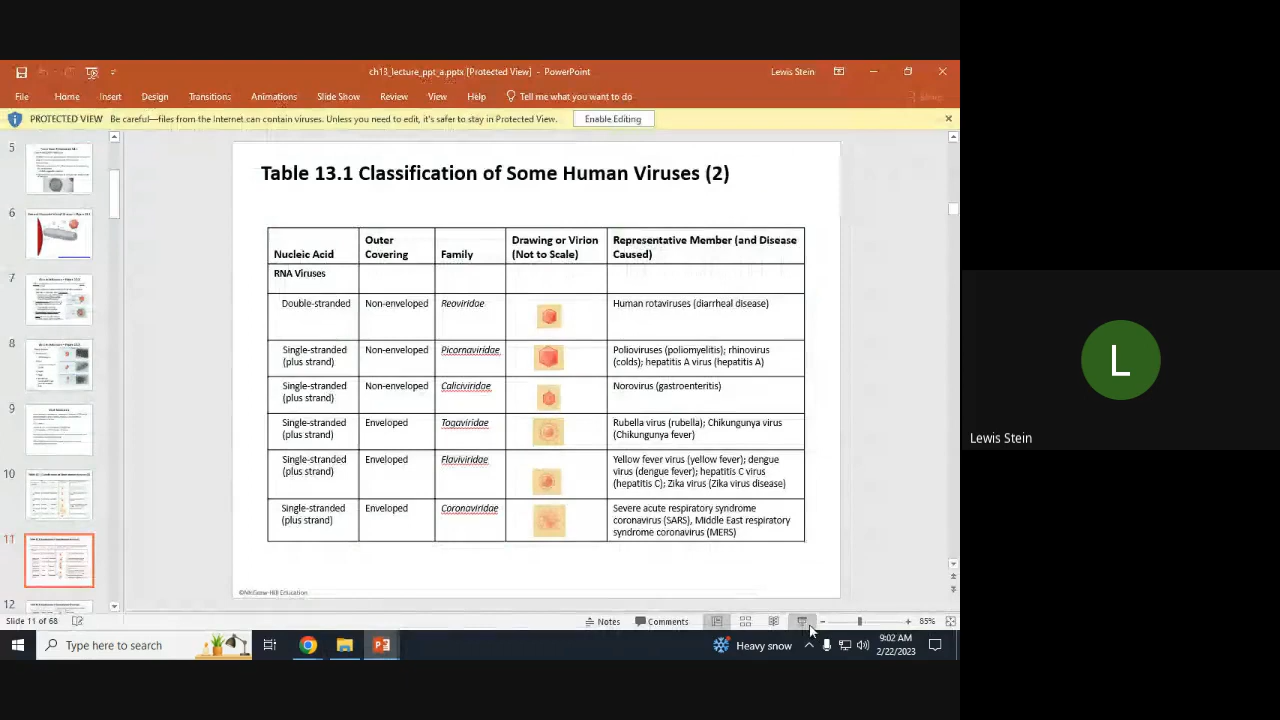 ch13_lecture_ppt_a.pptx [Protected View] - PowerPoint
Lewis Stein
File Home Insert Design Transitions Animations Slide Show Review View Help Tell me what you want to do Share
PROTECTED VIEW Be careful—files from the Internet can contain viruses. Unless you need to edit, it's safer to stay in Protected View. Enable Editing
5
6
7
8
9
10
11
12
Table 13.1 Classification of Some Human Viruses (2)
Nucleic Acid
Outer Covering
Family
Drawing or Virion (Not to Scale)
Representative Member (and Disease Caused)
RNA Viruses
Double-stranded Non-enveloped Reoviridae Human rotaviruses (diarrheal disease)
Single-stranded (plus strand) Non-enveloped Picornaviridae Polioviruses (poliomyelitis); rhinovirus (colds); hepatitis A virus (hepatitis A)
Single-stranded (plus strand) Non-enveloped Caliciviridae Norovirus (gastroenteritis)
Single-stranded (plus strand) Enveloped Togaviridae Rubella virus (rubella); Chikungunya virus (Chikungunya fever)
Single-stranded (plus strand) Enveloped Flaviviridae Yellow fever virus (yellow fever); dengue virus (dengue fever); hepatitis C virus (hepatitis C); Zika virus (Zika virus disease)
Single-stranded (plus strand) Enveloped Coronaviridae Severe acute respiratory syndrome coronavirus (SARS), Middle East respiratory syndrome coronavirus (MERS)
©McGraw-Hill Education
Slide 11 of 68
Notes Comments 85%
Type here to search
Heavy snow
9:02 AM
2/22/2023
L
Lewis Stein